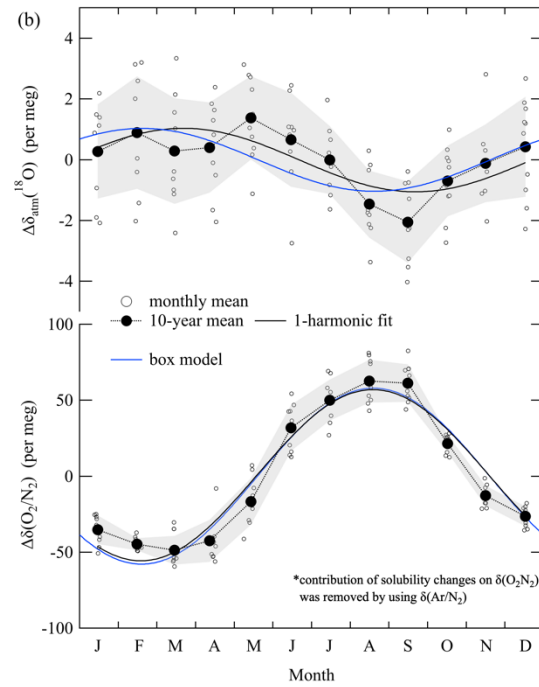 (b)
4
2
0
-2
-4
Δδatm(¹⁸O) (per meg)
monthly mean
10-year mean
1-harmonic fit
box model
100
50
0
-50
-100
Δδ(O₂/N₂) (per meg)
*contribution of solubility changes on δ(O₂N₂)
was removed by using δ(Ar/N₂)
J F M A M J J A S O N D
Month